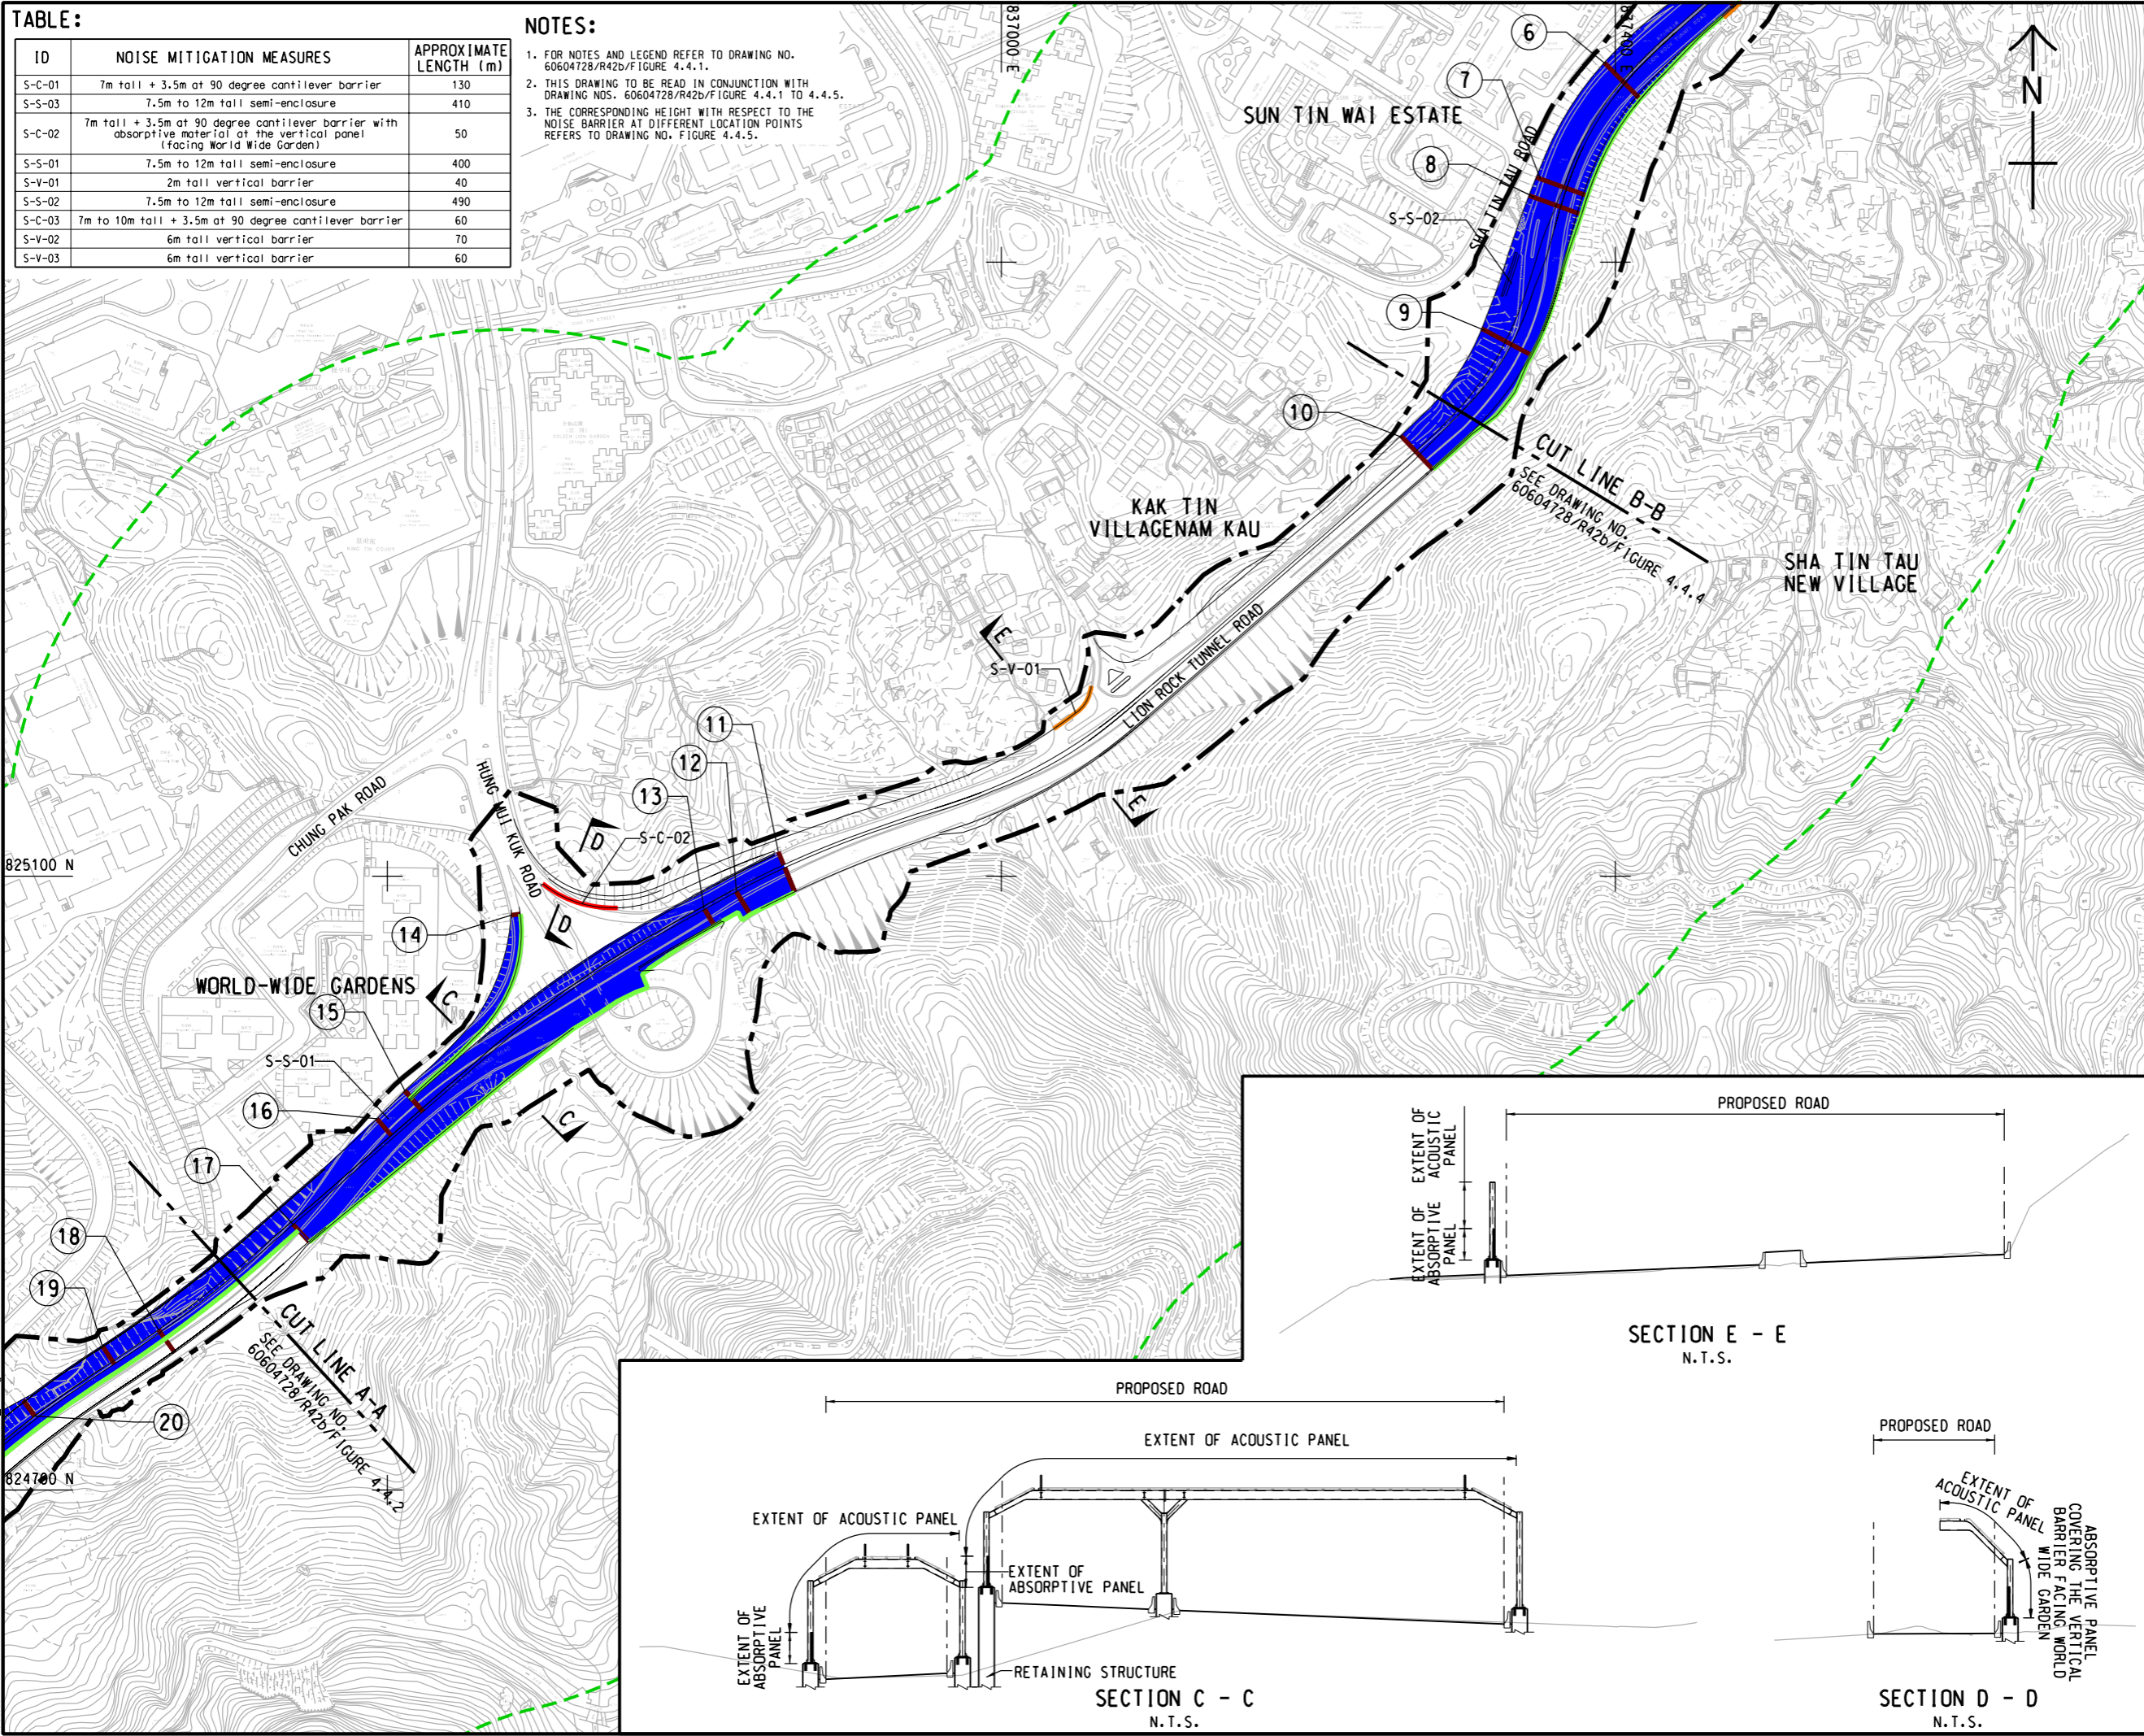 TABLE:
ID NOISE MITIGATION MEASURES APPROXIMATE LENGTH (m)
S-C-01 7m tall + 3.5m at 90 degree cantilever barrier 130
S-S-03 7.5m to 12m tall semi-enclosure 410
S-C-02 7m tall + 3.5m at 90 degree cantilever barrier with absorptive material at the vertical panel (facing World Wide Garden) 50
S-S-01 7.5m to 12m tall semi-enclosure 400
S-V-01 2m tall vertical barrier 40
S-S-02 7.5m to 12m tall semi-enclosure 490
S-C-03 7m to 10m tall + 3.5m at 90 degree cantilever barrier 60
S-V-02 6m tall vertical barrier 70
S-V-03 6m tall vertical barrier 60
NOTES:
1. FOR NOTES AND LEGEND REFER TO DRAWING NO.
60604728/R42b/FIGURE 4.4.1.
2. THIS DRAWING TO BE READ IN CONJUNCTION WITH
DRAWING NOS. 60604728/R42b/FIGURE 4.4.1 TO 4.4.5.
3. THE CORRESPONDING HEIGHT WITH RESPECT TO THE
NOISE BARRIER AT DIFFERENT LOCATION POINTS
REFERS TO DRAWING NO. FIGURE 4.4.5.
837000 E
837400 E
N
6
7
SUN TIN WAI ESTATE
8
SHA TIN TAU ROAD
S-S-02
9
10
CUT LINE B-B
SEE DRAWING NO.
60604728/R42b/FIGURE 4.4.4
KAK TIN
VILLAGENAM KAU
SHA TIN TAU
NEW VILLAGE
E
S-V-01
LION ROCK TUNNEL ROAD
E
11
12
13
HUNG MUI KUK ROAD
CHUNG PAK ROAD
D
S-C-02
825100 N
D
14
WORLD-WIDE GARDENS
C
15
S-S-01
16
C
17
18
19
CUT LINE A-A
SEE DRAWING NO.
60604728/R42b/FIGURE 4.4.2
20
824700 N
PROPOSED ROAD
EXTENT OF
ACOUSTIC
PANEL
EXTENT OF
ABSORPTIVE
PANEL
SECTION E - E
N.T.S.
PROPOSED ROAD
EXTENT OF ACOUSTIC PANEL
EXTENT OF ACOUSTIC PANEL
EXTENT OF
ABSORPTIVE PANEL
EXTENT OF
ABSORPTIVE
PANEL
RETAINING STRUCTURE
SECTION C - C
N.T.S.
PROPOSED ROAD
EXTENT OF
ACOUSTIC PANEL
ABSORPTIVE PANEL
COVERING THE VERTICAL
BARRIER FACING WORLD
WIDE GARDEN
SECTION D - D
N.T.S.